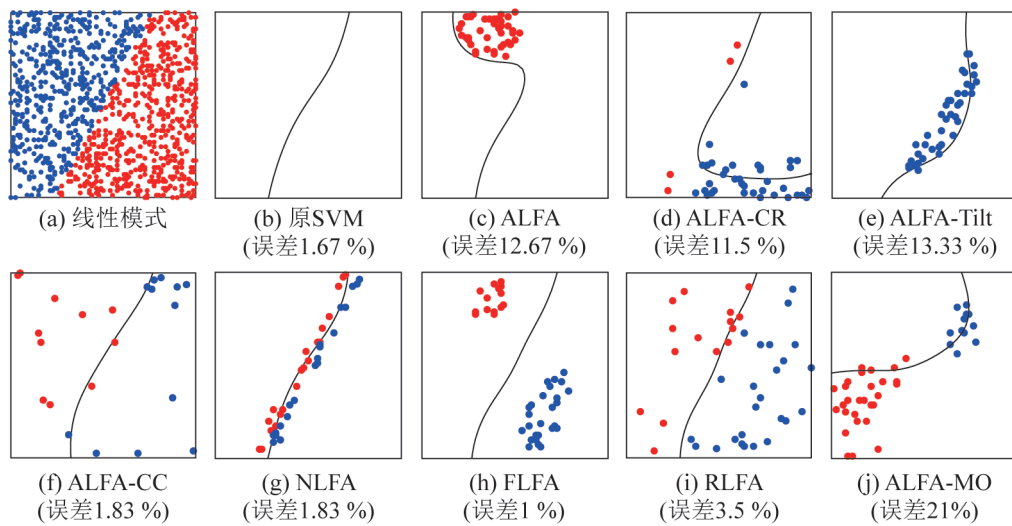 (a) 线性模式
(b) 原SVM
(误差1.67 %)
(c) ALFA
(误差12.67 %)
(d) ALFA-CR
(误差11.5 %)
(e) ALFA-Tilt
(误差13.33 %)
(f) ALFA-CC
(误差1.83 %)
(g) NLFA
(误差1.83 %)
(h) FLFA
(误差1 %)
(i) RLFA
(误差3.5 %)
(j) ALFA-MO
(误差21%)